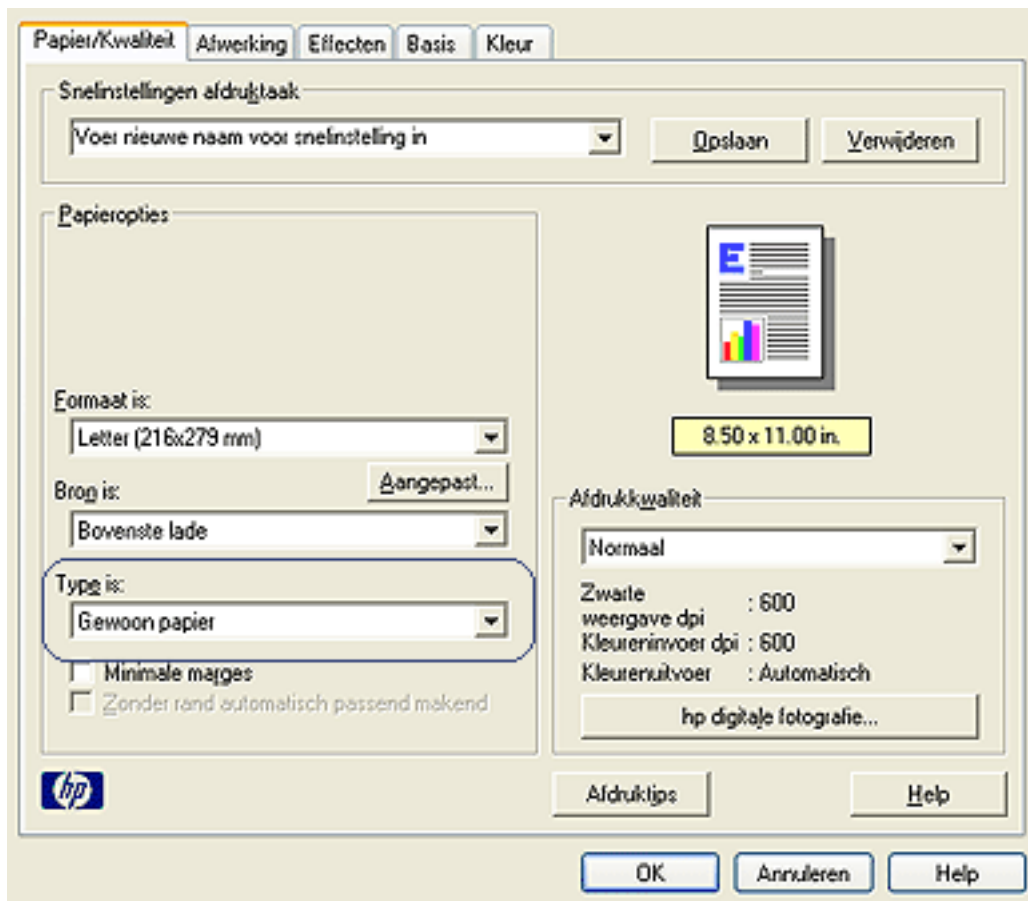 Papier/Kwaliteit Afwerking Effecten Basis Kleur
Snelinstellingen afdruktaak
Voer nieuwe naam voor snelinstelling in
Opslaan
Verwijderen
Papieropties
E
8.50 x 11.00 in.
Formaat is:
Letter (216x279 mm)
Aangepast...
Bron is:
Bovenste lade
Type is:
Gewoon papier
Minimale marges
Zonder rand automatisch passend makend
Afdrukkwaliteit
Normaal
Zwarte
weergave dpi : 600
Kleureninvoer dpi : 600
Kleurenuitvoer : Automatisch
hp digitale fotografie...
hp
Afdruktips
Help
OK
Annuleren
Help